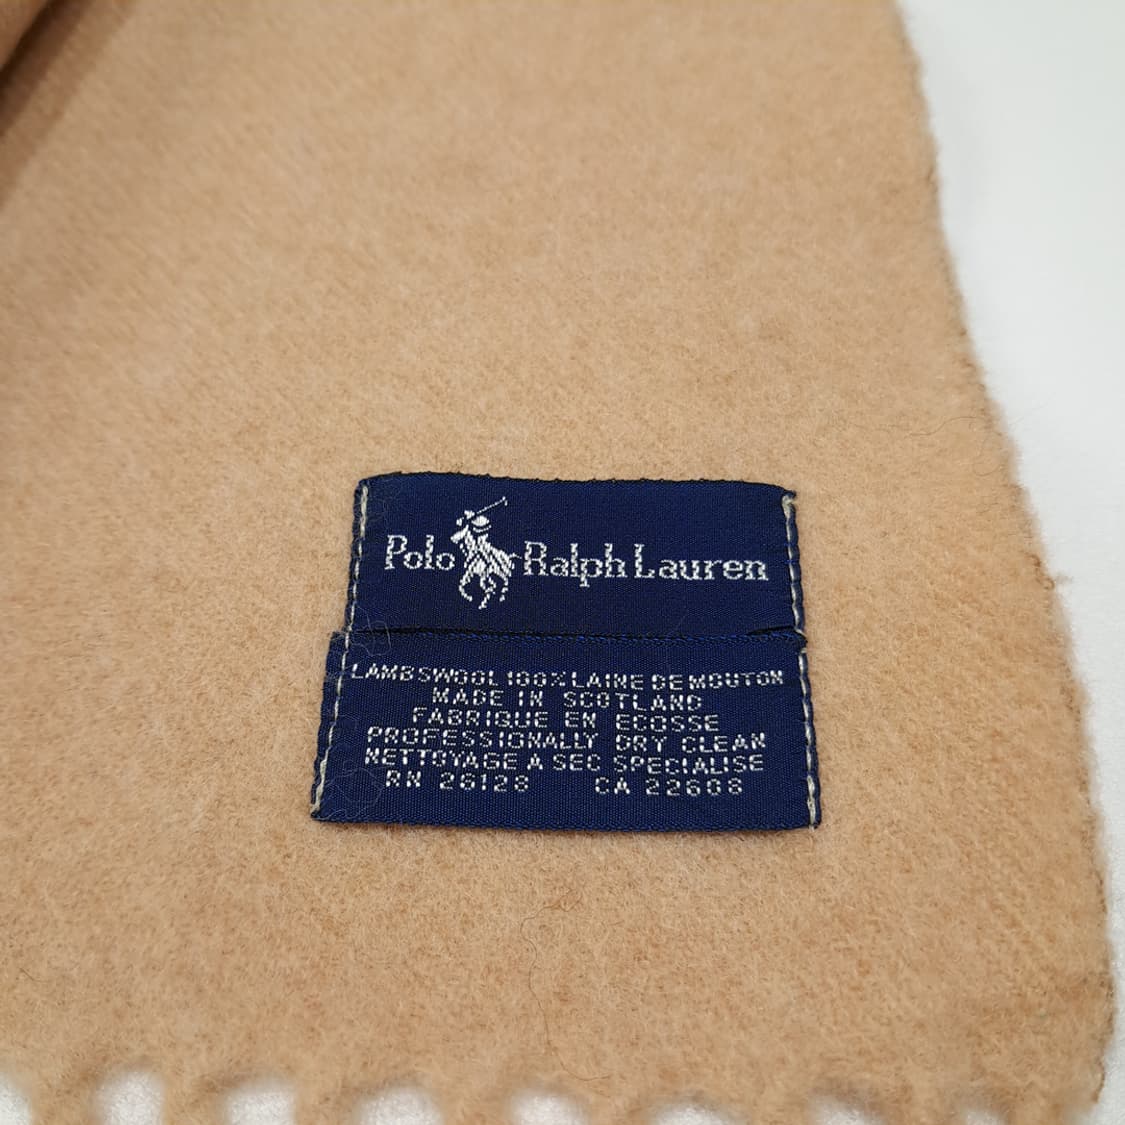 Polo Ralph Lauren
LAMBSWOOL 100% LAINE DE MOUTON
MADE IN SCOTLAND
FABRIQUE EN ECOSSE
PROFESSIONALLY DRY CLEAN
NETTOYAGE A SEC SPECIALISE
RN 26128 CA 22608